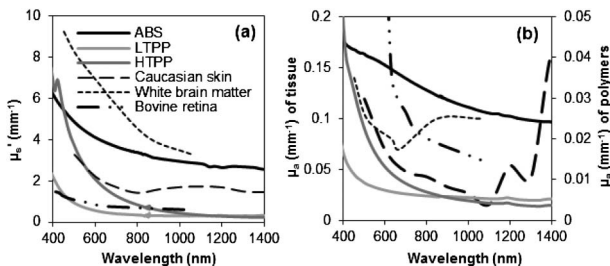 10
8
6
4
2
0
μs' (mm⁻¹)
(a)
ABS
LTPP
HTPP
Caucasian skin
White brain matter
Bovine retina
400 600 800 1000 1200 1400
Wavelength (nm)
0.2
0.15
0.1
0.05
0
μa (mm⁻¹) of tissue
(b)
0.05
0.04
0.03
0.02
0.01
0
μa (mm⁻¹) of polymers
400 600 800 1000 1200 1400
Wavelength (nm)